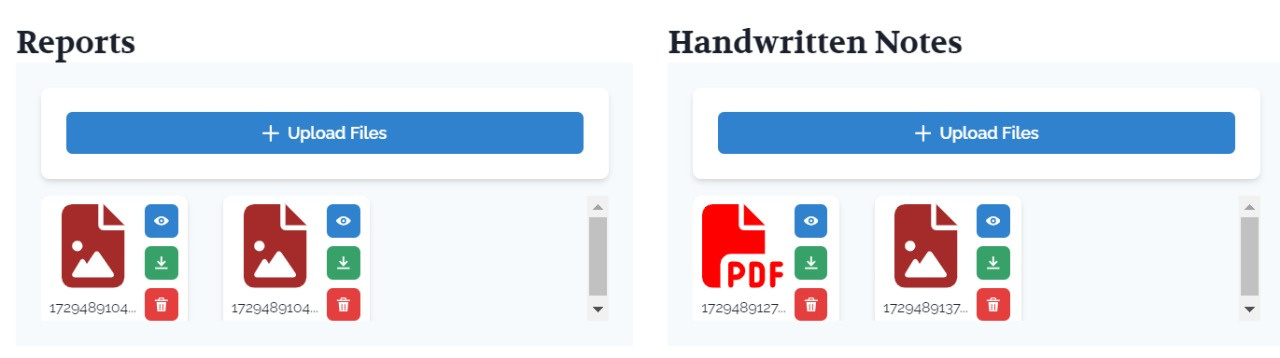 Reports
Handwritten Notes
Upload Files
Upload Files
1729489104...
1729489104...
PDF
1729489127...
1729489137...